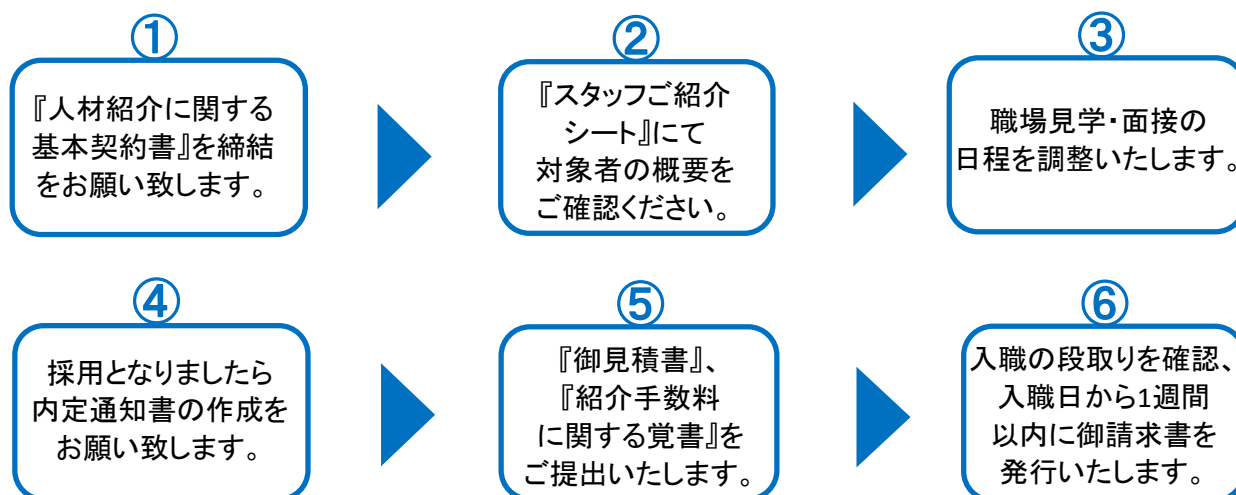 ①
『人材紹介に関する
基本契約書』を締結
をお願い致します。
②
『スタッフご紹介
シート』にて
対象者の概要を
ご確認ください。
③
職場見学・面接の
日程を調整いたします。
④
採用となりましたら
内定通知書の作成を
お願い致します。
⑤
『御見積書』、
『紹介手数料
に関する覚書』を
ご提出いたします。
⑥
入職の段取りを確認、
入職日から1週間
以内に御請求書を
発行いたします。